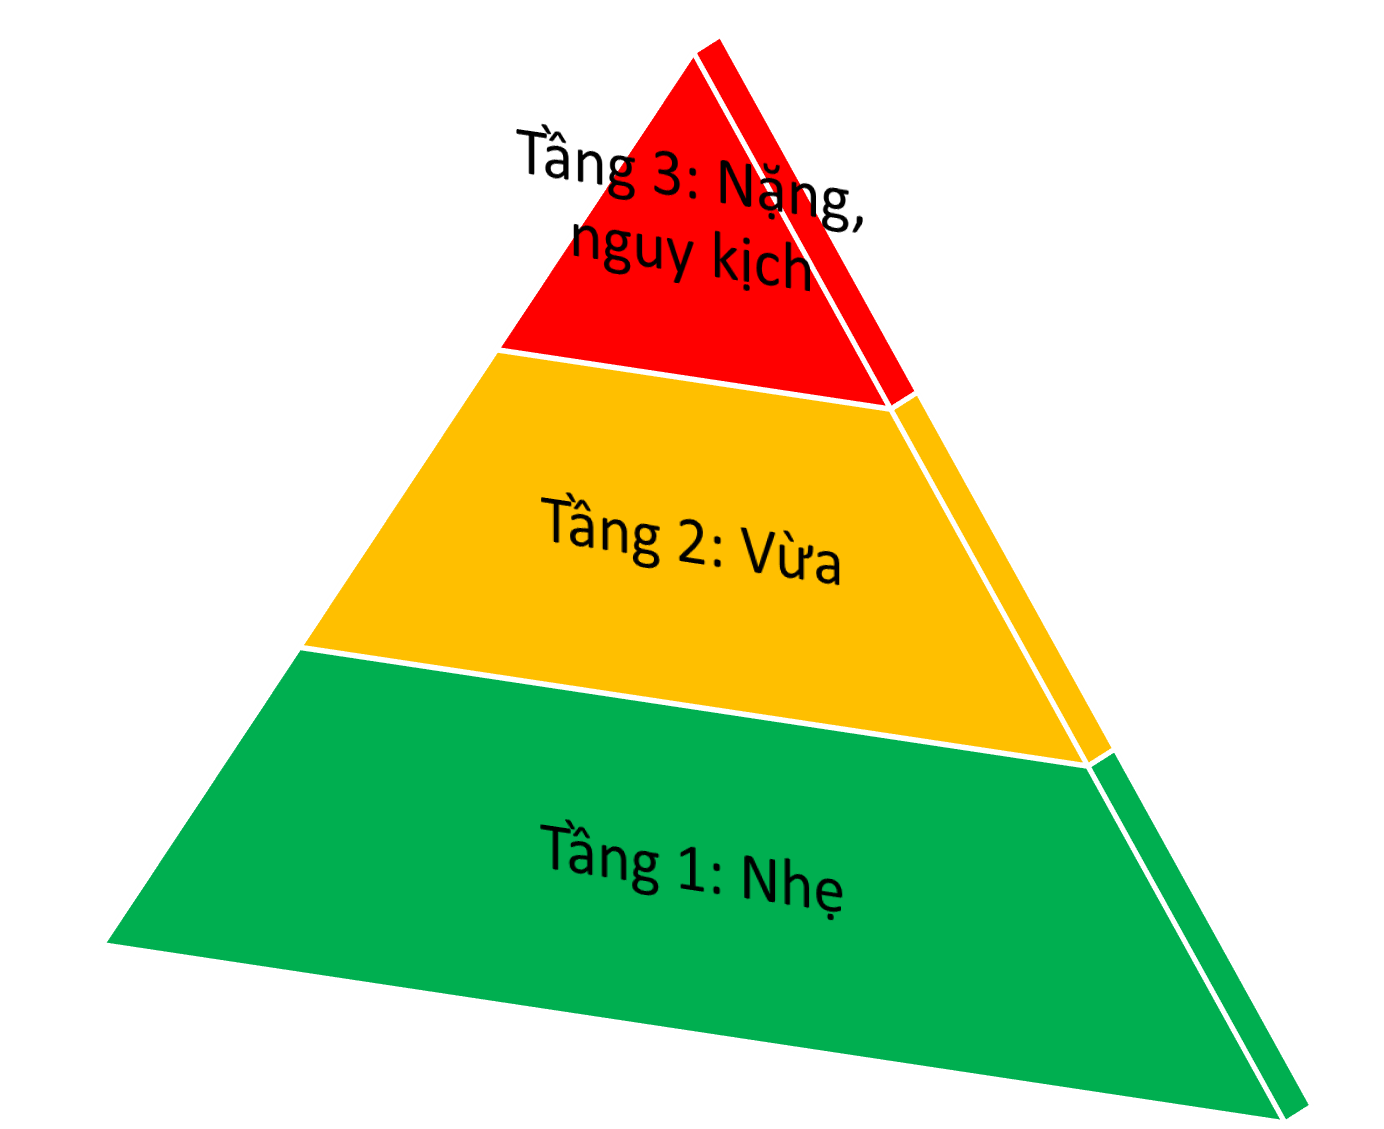 Tầng 3: Nặng,
nguy kịch
Tầng 2: Vừa
Tầng 1: Nhẹ